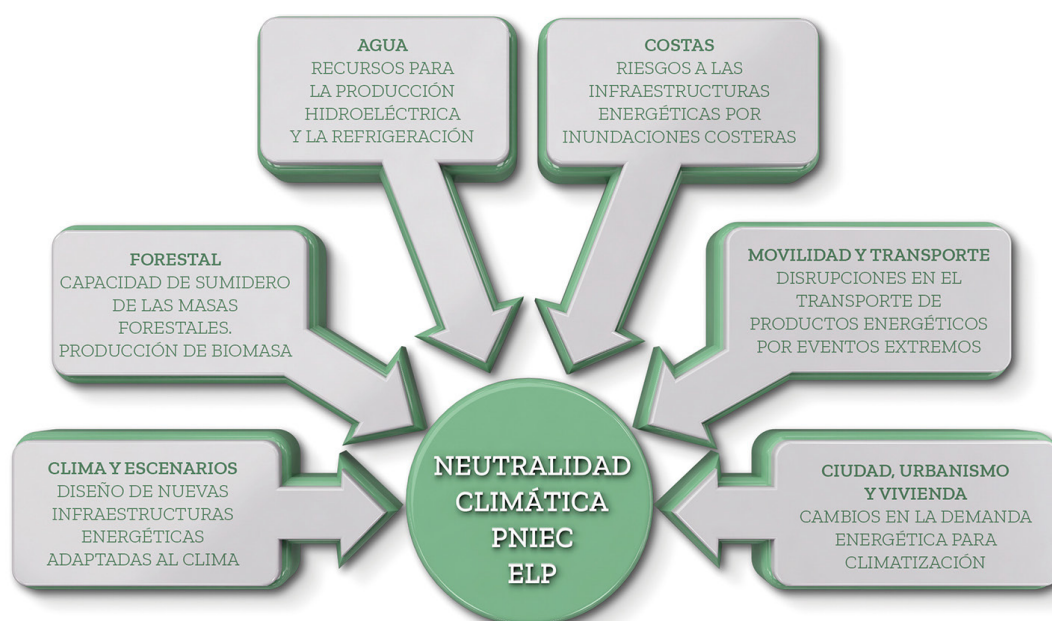 AGUA
RECURSOS PARA
LA PRODUCCIÓN
HIDROELÉCTRICA
Y LA REFRIGERACIÓN
COSTAS
RIESGOS A LAS
INFRAESTRUCTURAS
ENERGÉTICAS POR
INUNDACIONES COSTERAS
FORESTAL
CAPACIDAD DE SUMIDERO
DE LAS MASAS
FORESTALES.
PRODUCCIÓN DE BIOMASA
MOVILIDAD Y TRANSPORTE
DISRUPCIONES EN EL
TRANSPORTE DE
PRODUCTOS ENERGÉTICOS
POR EVENTOS EXTREMOS
CLIMA Y ESCENARIOS
DISEÑO DE NUEVAS
INFRAESTRUCTURAS
ENERGÉTICAS
ADAPTADAS AL CLIMA
NEUTRALIDAD
CLIMÁTICA
PNIEC
ELP
CIUDAD, URBANISMO
Y VIVIENDA
CAMBIOS EN LA DEMANDA
ENERGÉTICA PARA
CLIMATIZACIÓN